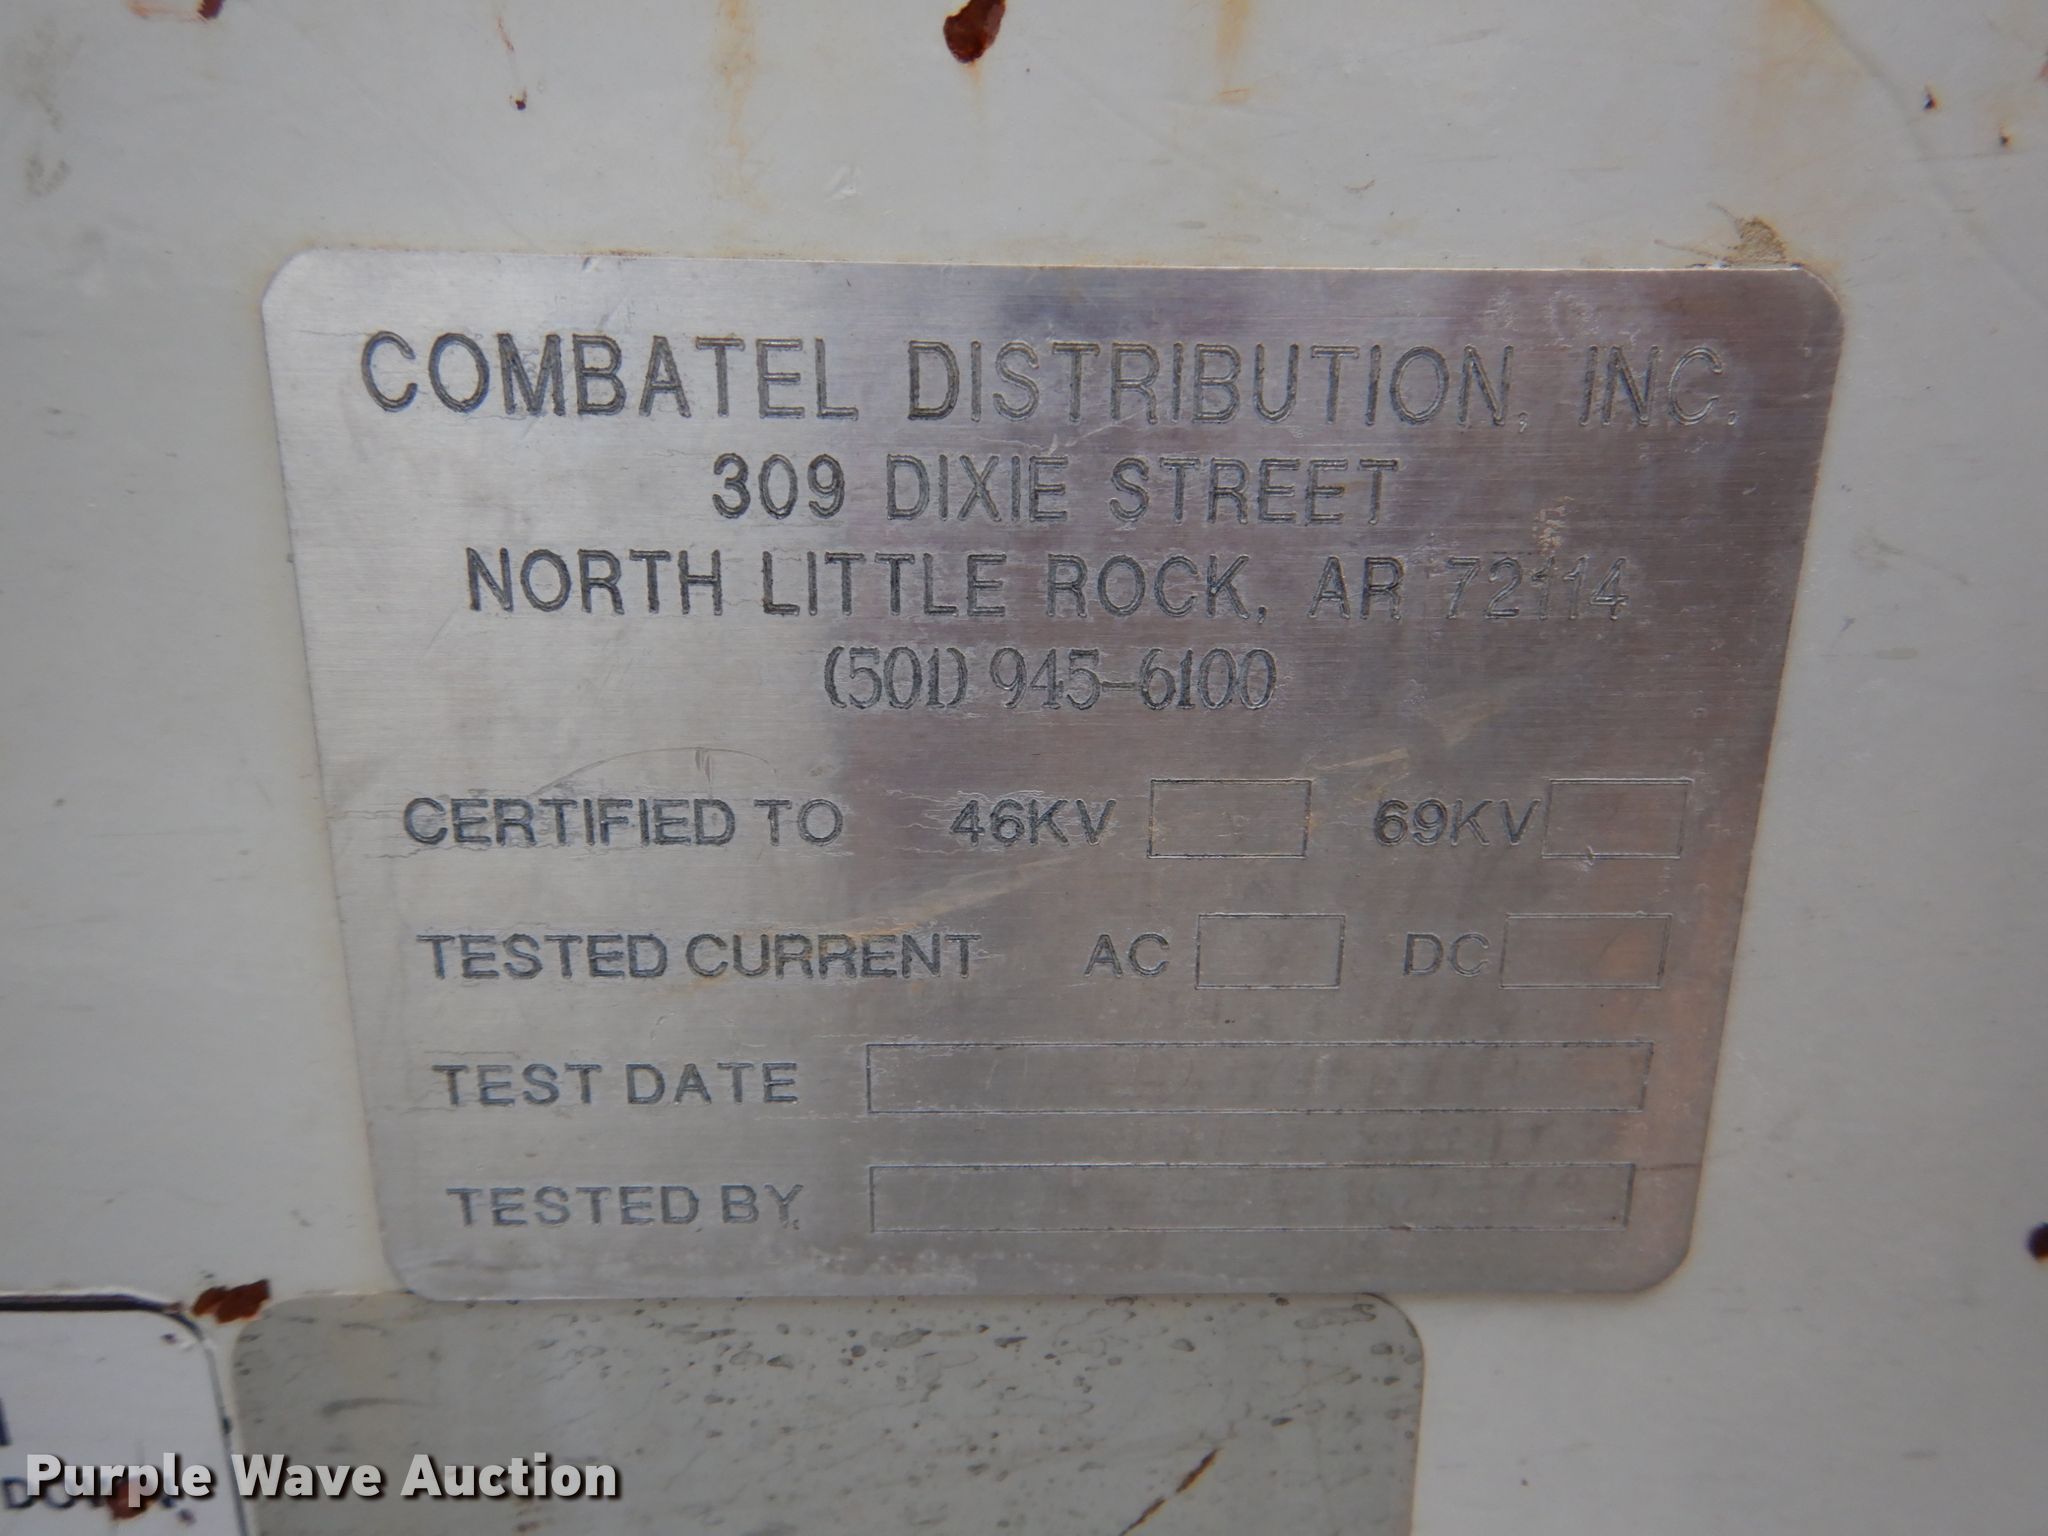 COMBATEL DISTRIBUTION, INC.
309 DIXIE STREET
NORTH LITTLE ROCK, AR 72114
(501) 945-6100
CERTIFIED TO 46KV 69KV
TESTED CURRENT AC DC
TEST DATE
TESTED BY
Purple Wave Auction